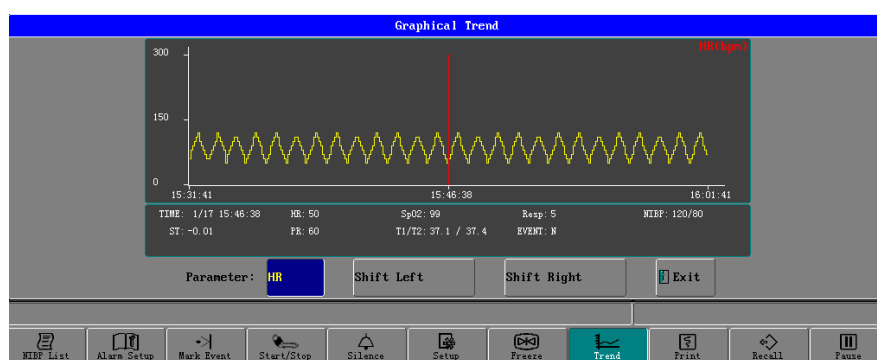 Graphical Trend
HR(bpm)
300
150
0
15:31:41 15:46:38 16:01:41
TIME: 1/17 15:46:38 HR: 50 SpO2: 99 Resp: 5 NIBP: 120/80
ST: -0.01 PR: 60 T1/T2: 37.1 / 37.4 EVENT: N
Parameter: HR Shift Left Shift Right Exit
NIBP List Alarm Setup Mark Event Start/Stop Silence Setup Freeze Trend Print Recall Pause